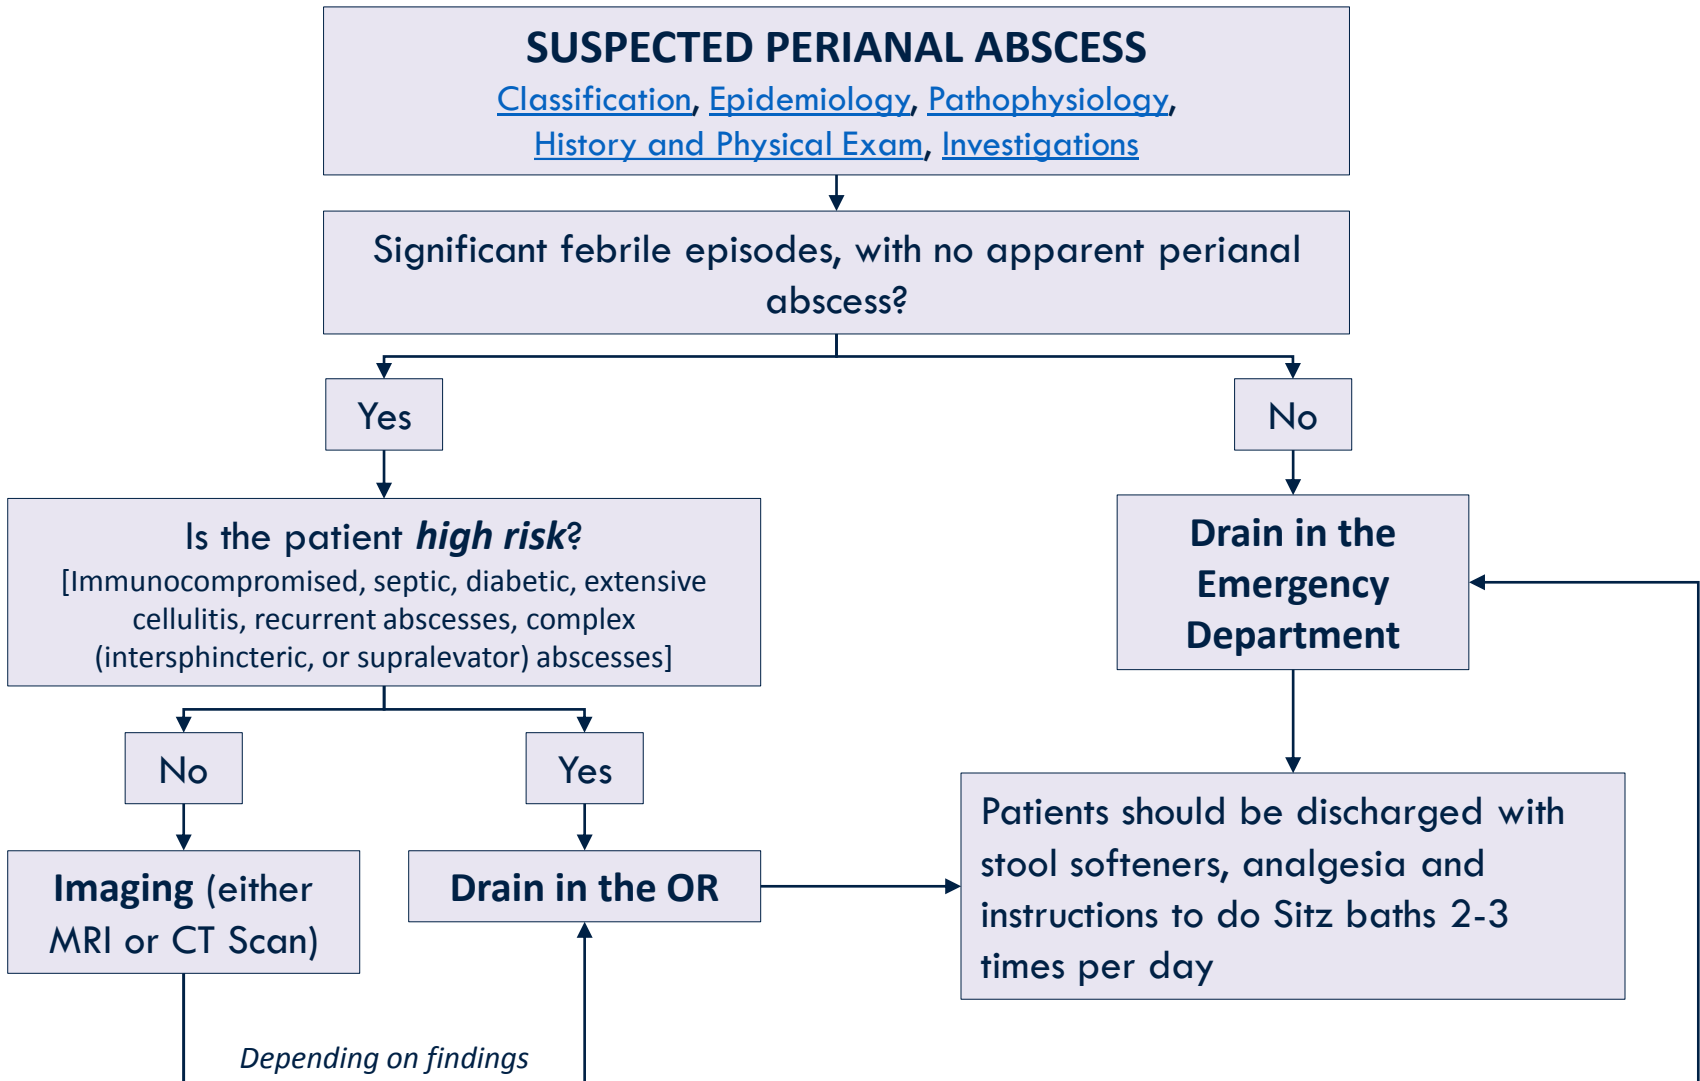 SUSPECTED PERIANAL ABSCESS
Classification, Epidemiology, Pathophysiology,
History and Physical Exam, Investigations
Significant febrile episodes, with no apparent perianal
abscess?
Yes
No
Is the patient high risk?
[Immunocompromised, septic, diabetic, extensive
cellulitis, recurrent abscesses, complex
(intersphincteric, or supralevator) abscesses]
Drain in the
Emergency
Department
No
Yes
Imaging (either
MRI or CT Scan)
Drain in the OR
Patients should be discharged with
stool softeners, analgesia and
instructions to do Sitz baths 2-3
times per day
Depending on findings